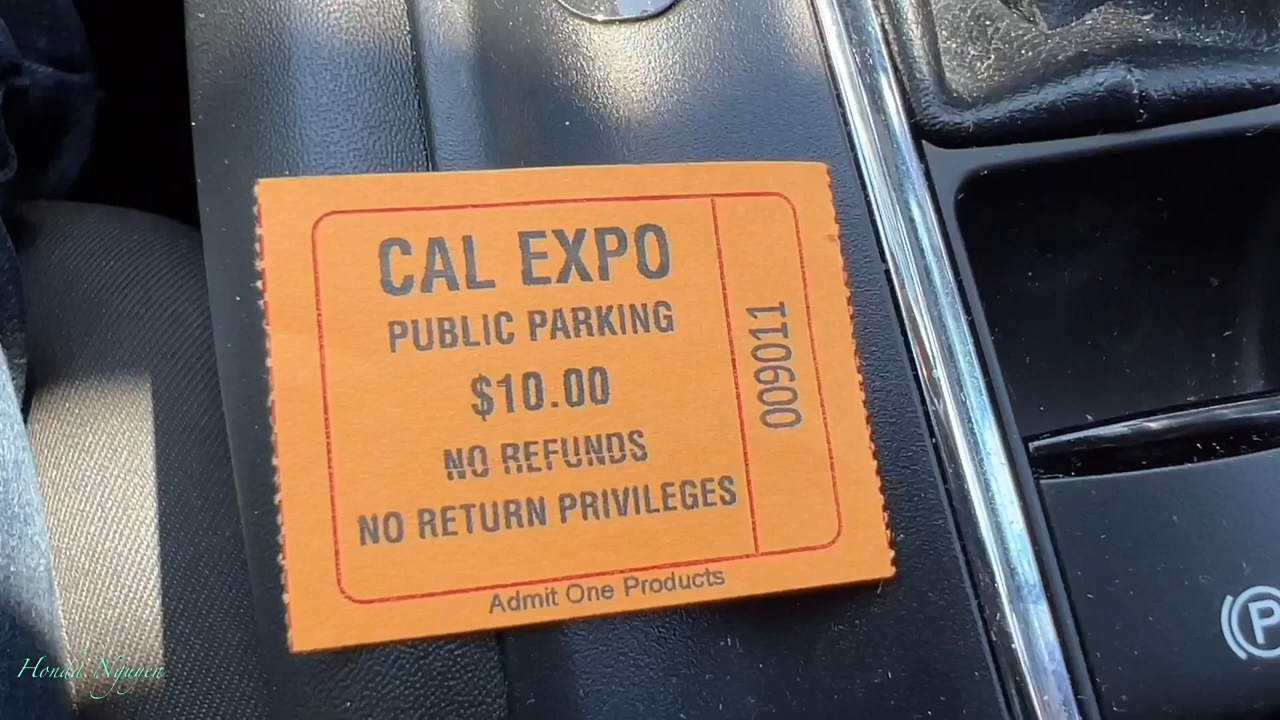 CAL EXPO
PUBLIC PARKING
$10.00
NO REFUNDS
NO RETURN PRIVILEGES
009011
Admit One Products
P
Honda Nguyen